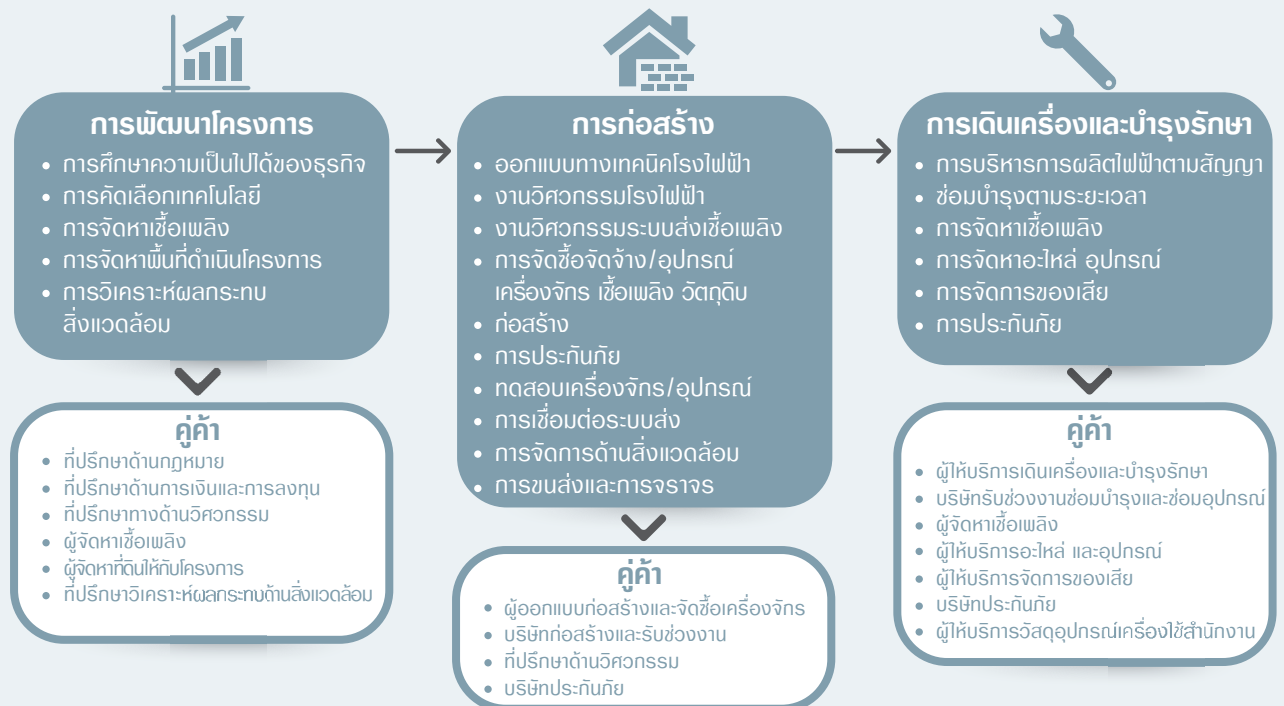 การพัฒนาโครงการ
• การศึกษาความเป็นไปได้ของธุรกิจ
• การคัดเลือกเทคโนโลยี
• การจัดหาเชื้อเพลิง
• การจัดหาพื้นที่ดำเนินโครงการ
• การวิเคราะห์ผลกระทบ
สิ่งแวดล้อม
คู่ค้า
• ที่ปรึกษาด้านกฎหมาย
• ที่ปรึกษาด้านการเงินและการลงทุน
• ที่ปรึกษาทางด้านวิศวกรรม
• ผู้จัดหาเชื้อเพลิง
• ผู้จัดหาที่ดินให้กับโครงการ
• ที่ปรึกษาวิเคราะห์ผลกระทบด้านสิ่งแวดล้อม
การก่อสร้าง
• ออกแบบทางเทคนิคโรงไฟฟ้า
• งานวิศวกรรมโรงไฟฟ้า
• งานวิศวกรรมระบบส่งเชื้อเพลิง
• การจัดซื้อจัดจ้าง/อุปกรณ์
เครื่องจักร เชื้อเพลิง วัตถุดิบ
• ก่อสร้าง
• การประกันภัย
• ทดสอบเครื่องจักร/อุปกรณ์
• การเชื่อมต่อระบบส่ง
• การจัดการด้านสิ่งแวดล้อม
• การขนส่งและการจราจร
คู่ค้า
• ผู้ออกแบบก่อสร้างและจัดซื้อเครื่องจักร
• บริษัทก่อสร้างและรับช่วงงาน
• ที่ปรึกษาด้านวิศวกรรม
• บริษัทประกันภัย
การเดินเครื่องและบำรุงรักษา
• การบริหารการผลิตไฟฟ้าตามสัญญา
• ซ่อมบำรุงตามระยะเวลา
• การจัดหาเชื้อเพลิง
• การจัดหาอะไหล่ อุปกรณ์
• การจัดการของเสีย
• การประกันภัย
คู่ค้า
• ผู้ให้บริการเดินเครื่องและบำรุงรักษา
• บริษัทรับช่วงงานซ่อมบำรุงและซ่อมอุปกรณ์
• ผู้จัดหาเชื้อเพลิง
• ผู้ให้บริการอะไหล่ และอุปกรณ์
• ผู้ให้บริการจัดการของเสีย
• บริษัทประกันภัย
• ผู้ให้บริการวัสดุอุปกรณ์เครื่องใช้สำนักงาน